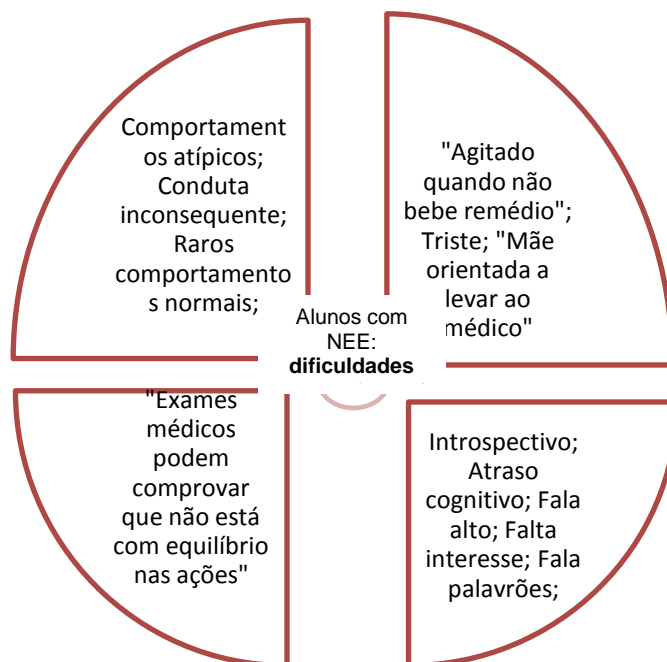 Comportament
os atípicos;
Conduta
inconsequente;
Raros
comportamento
s normais;
"Agitado
quando não
bebe remédio";
Triste; "Mãe
orientada a
levar ao
médico"
Alunos com
NEE:
dificuldades
"Exames
médicos
podem
comprovar
que não está
com equilíbrio
nas ações"
Introspectivo;
Atraso
cognitivo; Fala
alto; Falta
interesse; Fala
palavrões;